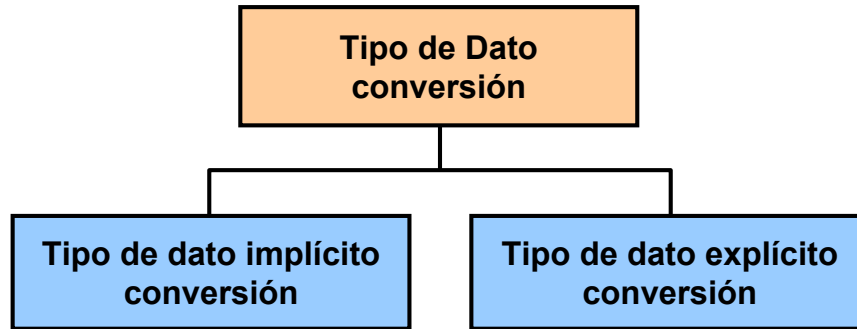 Tipo de Dato
conversión
Tipo de dato implícito
conversión
Tipo de dato explícito
conversión